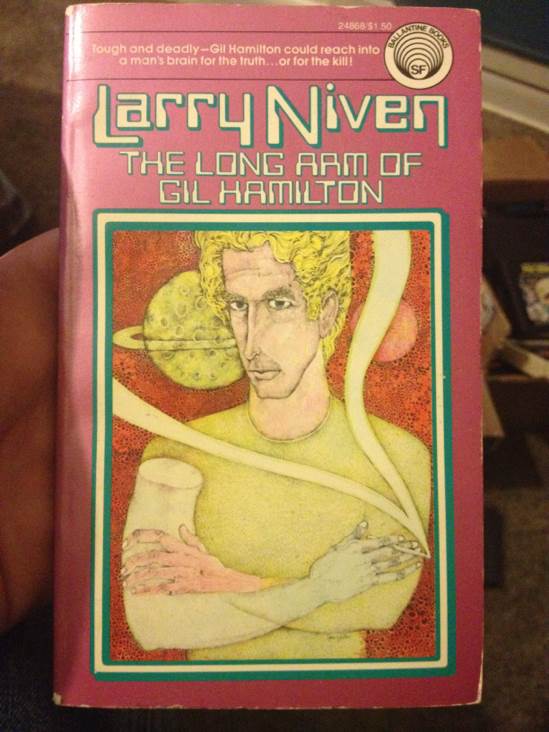 24868/$1.50
Tough and deadly—Gil Hamilton could reach into
a man's brain for the truth...or for the kill!
BALLANTINE BOOKS
SF
Larry Niven
THE LONG ARM OF
GIL HAMILTON